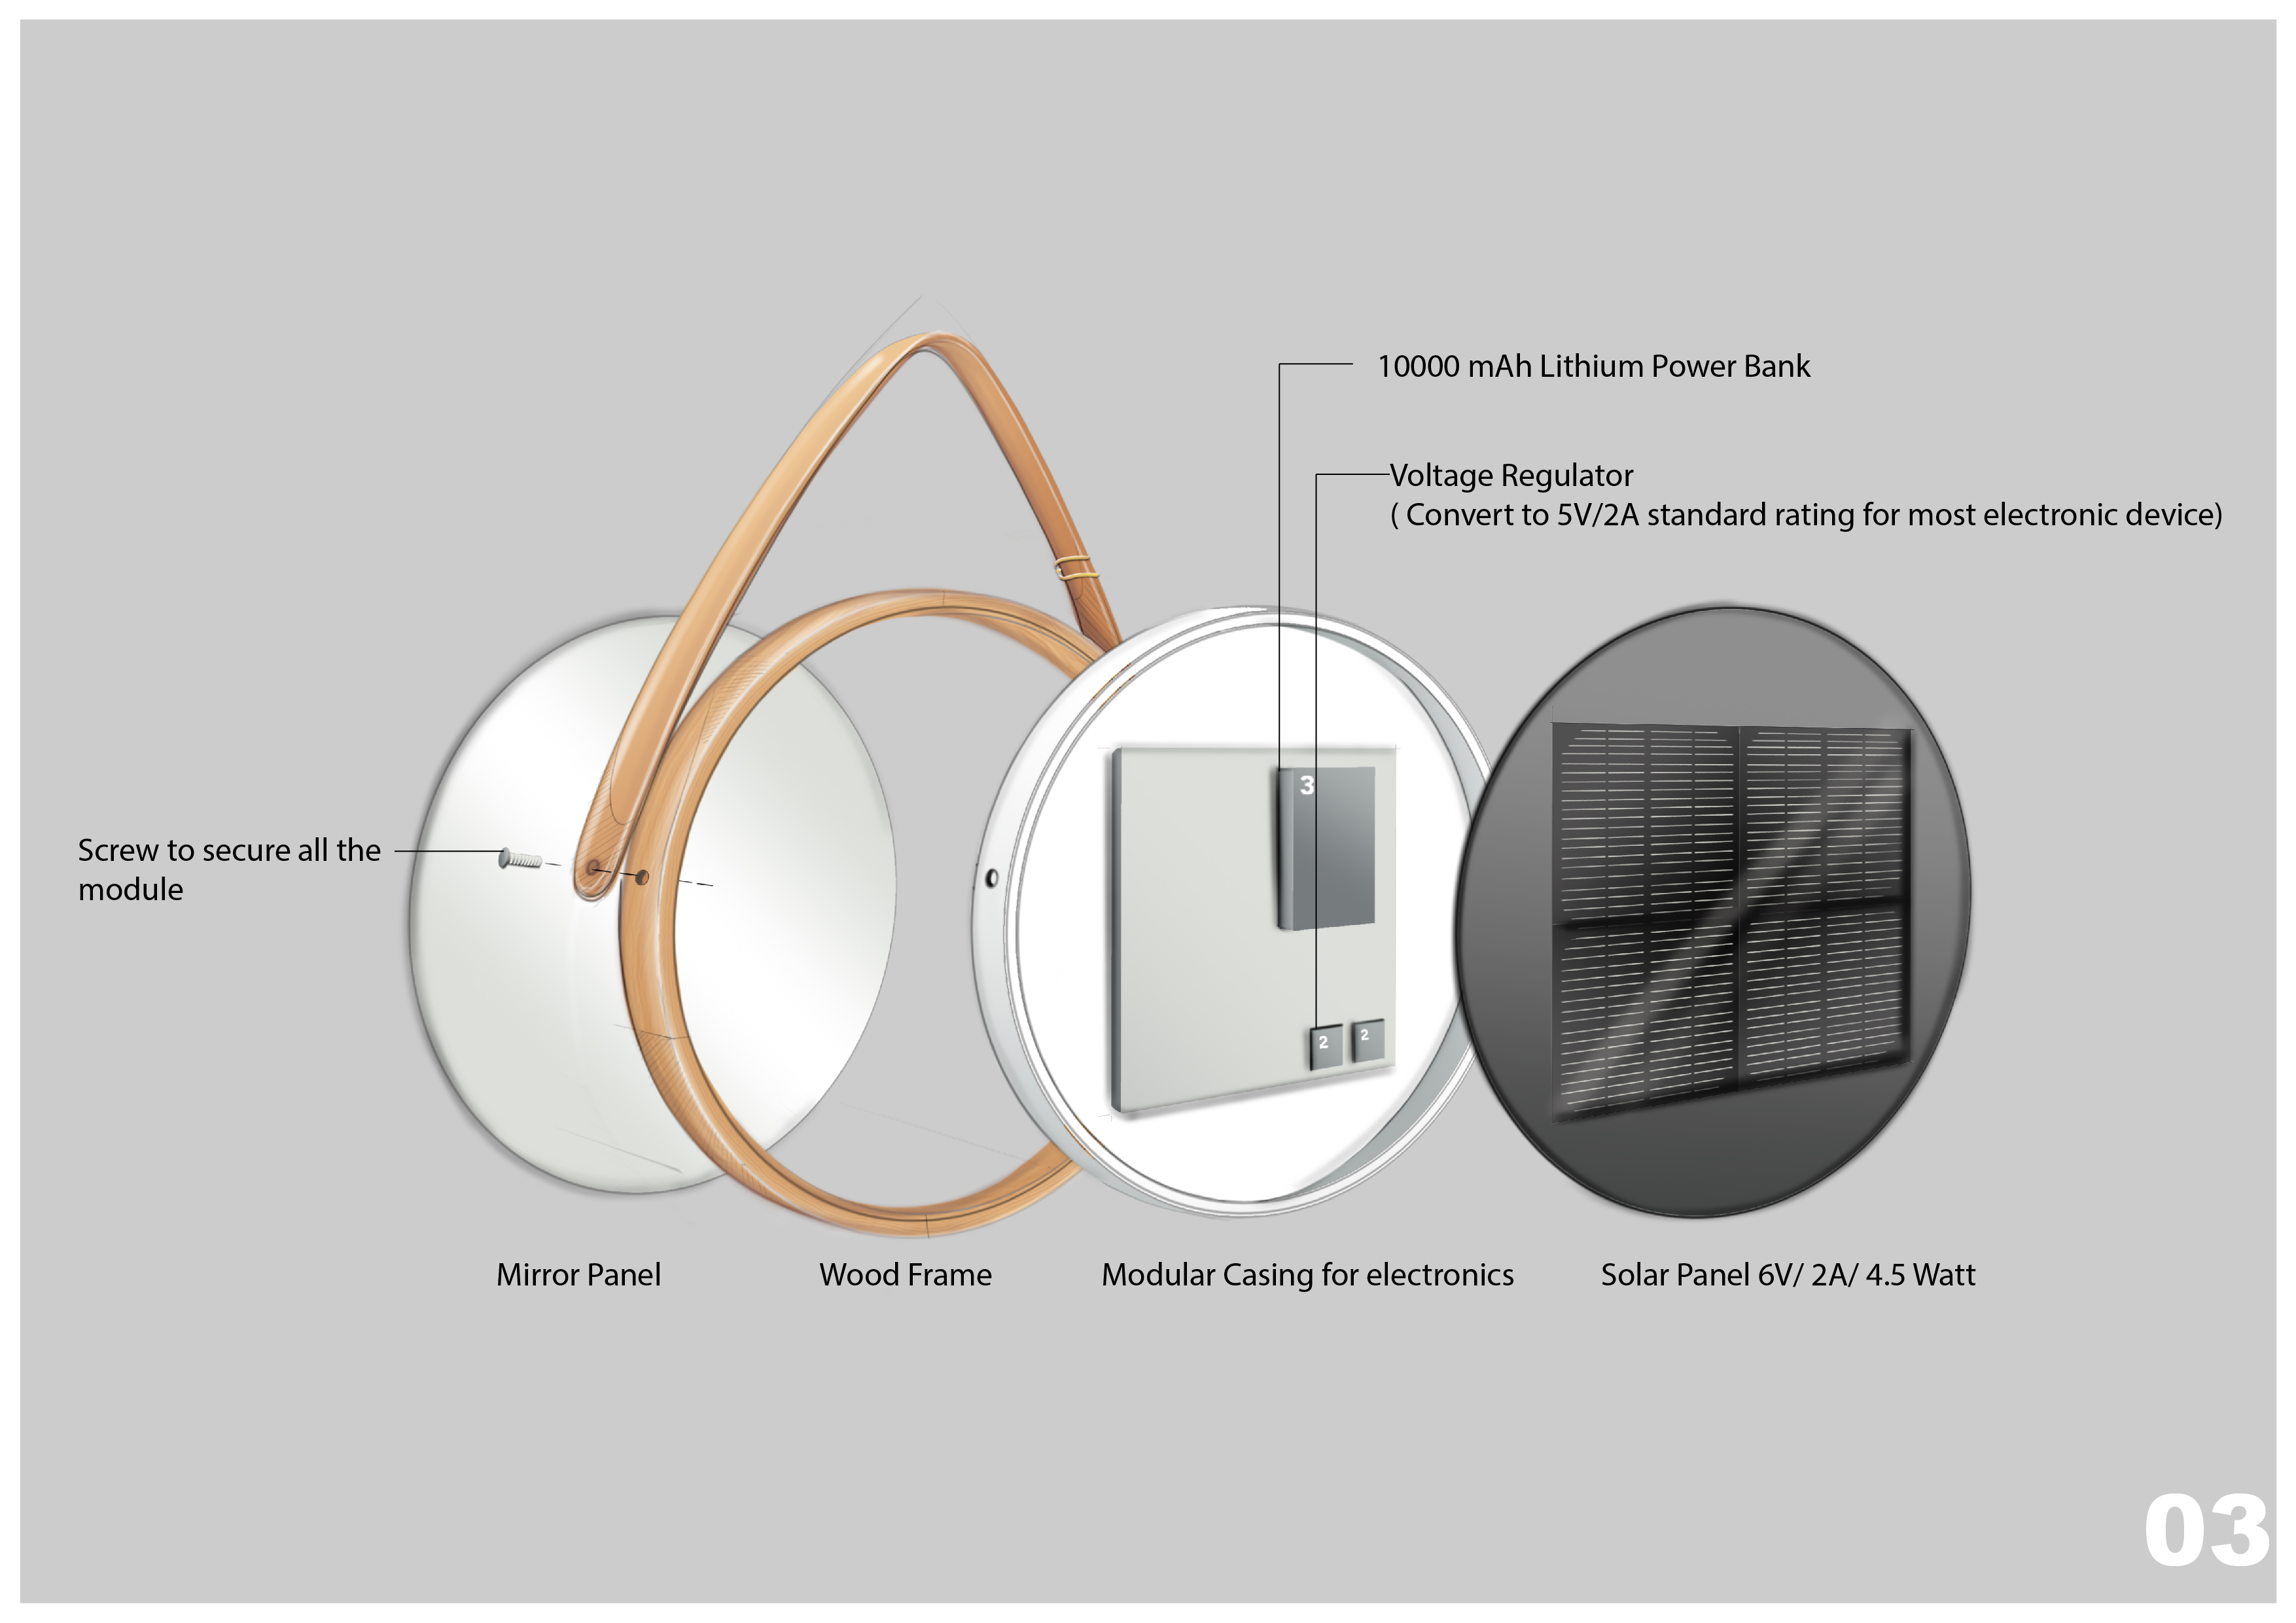 10000 mAh Lithium Power Bank
Voltage Regulator
( Convert to 5V/2A standard rating for most electronic device)
3
Screw to secure all the
module
2
2
Mirror Panel
Wood Frame
Modular Casing for electronics
Solar Panel 6V/ 2A/ 4.5 Watt
03